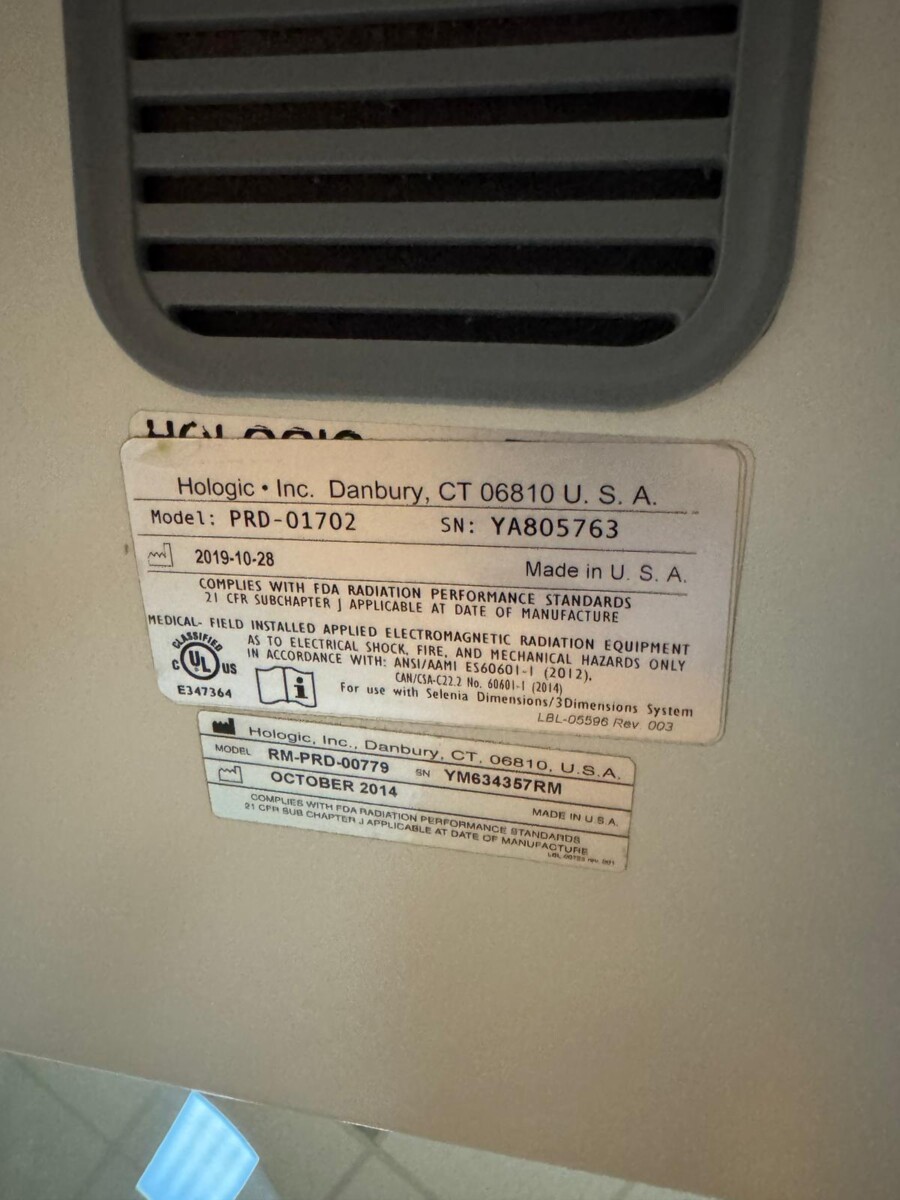 HOLOGIC
Hologic • Inc. Danbury, CT 06810 U. S. A.
Model: PRD-01702 SN: YA805763
2019-10-28 Made in U. S. A.
COMPLIES WITH FDA RADIATION PERFORMANCE STANDARDS
21 CFR SUBCHAPTER J APPLICABLE AT DATE OF MANUFACTURE
MEDICAL- FIELD INSTALLED APPLIED ELECTROMAGNETIC RADIATION EQUIPMENT
AS TO ELECTRICAL SHOCK, FIRE, AND MECHANICAL HAZARDS ONLY
IN ACCORDANCE WITH: ANSI/AAMI ES60601-1 (2012),
CAN/CSA-C22.2 No. 60601-1 (2014)
CLASSIFIED
C UL US
E347364
i
For use with Selenia Dimensions/3Dimensions System
LBL-05596 Rev. 003
Hologic, Inc., Danbury, CT, 06810, U.S.A.
MODEL RM-PRD-00779 SN YM634357RM
OCTOBER 2014 MADE IN U.S.A.
COMPLIES WITH FDA RADIATION PERFORMANCE STANDARDS
21 CFR SUB CHAPTER J APPLICABLE AT DATE OF MANUFACTURE